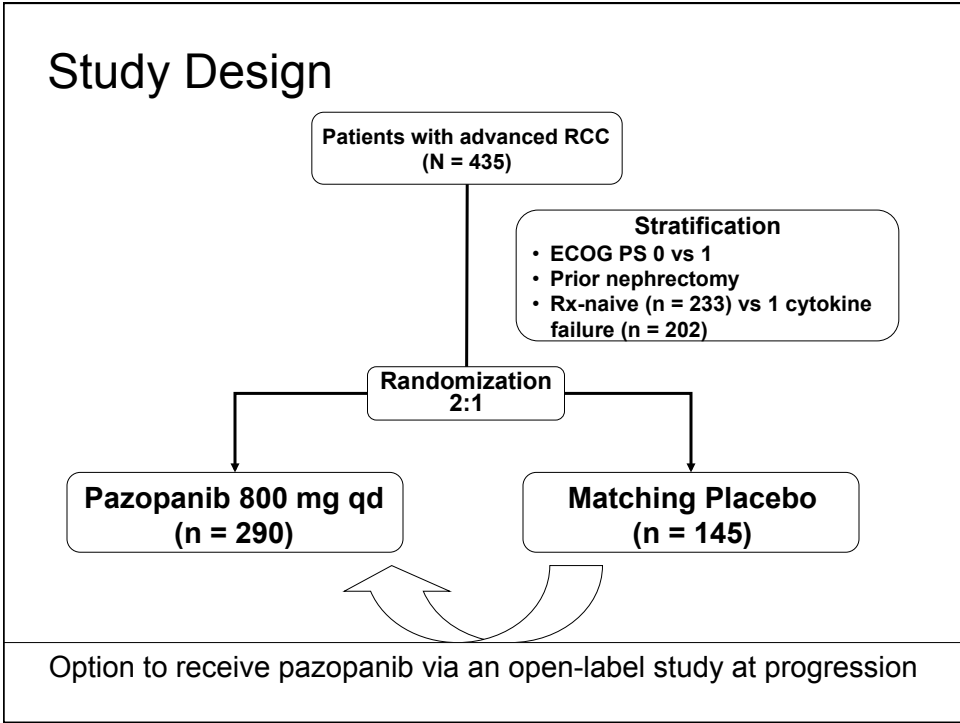 Study Design
Patients with advanced RCC
(N = 435)
Stratification
• ECOG PS 0 vs 1
• Prior nephrectomy
• Rx-naive (n = 233) vs 1 cytokine
failure (n = 202)
Randomization
2:1
Pazopanib 800 mg qd
(n = 290)
Matching Placebo
(n = 145)
Option to receive pazopanib via an open-label study at progression